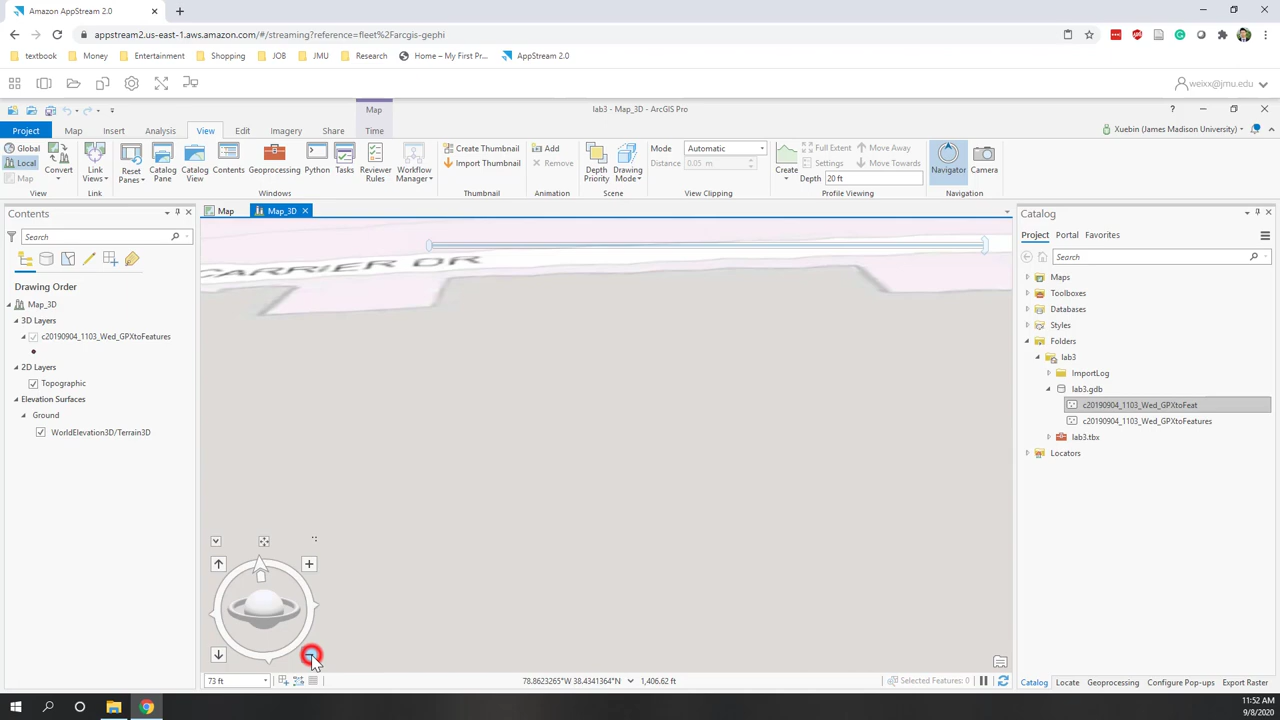 Amazon AppStream 2.0
appstream2.us-east-1.aws.amazon.com/#/streaming?reference=fleet%2Farcgis-gephi
textbook Money Entertainment Shopping JOB JMU Research Home – My First Pr... AppStream 2.0
weixx@jmu.edu
lab3 - Map_3D - ArcGIS Pro
Map
Project Map Insert Analysis View Edit Imagery Share Time
Xuebin (James Madison University)
Global
Local
Map
Convert
View
Link Views
Link
Reset Panes
Catalog Pane
Catalog View
Contents
Geoprocessing
Python
Tasks
Reviewer Rules
Workflow Manager
Windows
Create Thumbnail
Import Thumbnail
Thumbnail
Add
Remove
Animation
Depth Priority
Drawing Mode
Scene
Mode Automatic
Distance 0.05 m
View Clipping
Create
Full Extent Move Away
Settings Move Towards
Depth 20 ft
Profile Viewing
Navigator
Camera
Navigation
Contents
Search
Drawing Order
Map_3D
3D Layers
c20190904_1103_Wed_GPXtoFeatures
2D Layers
Topographic
Elevation Surfaces
Ground
WorldElevation3D/Terrain3D
Map Map_3D
CARRIER DR
73 ft
78.8623265°W 38.4341364°N 1,406.62 ft
Selected Features: 0
Catalog
Project Portal Favorites
Search
Maps
Toolboxes
Databases
Styles
Folders
lab3
ImportLog
lab3.gdb
c20190904_1103_Wed_GPXtoFeat
c20190904_1103_Wed_GPXtoFeatures
lab3.tbx
Locators
Catalog Locate Geoprocessing Configure Pop-ups Export Raster
11:52 AM
9/8/2020